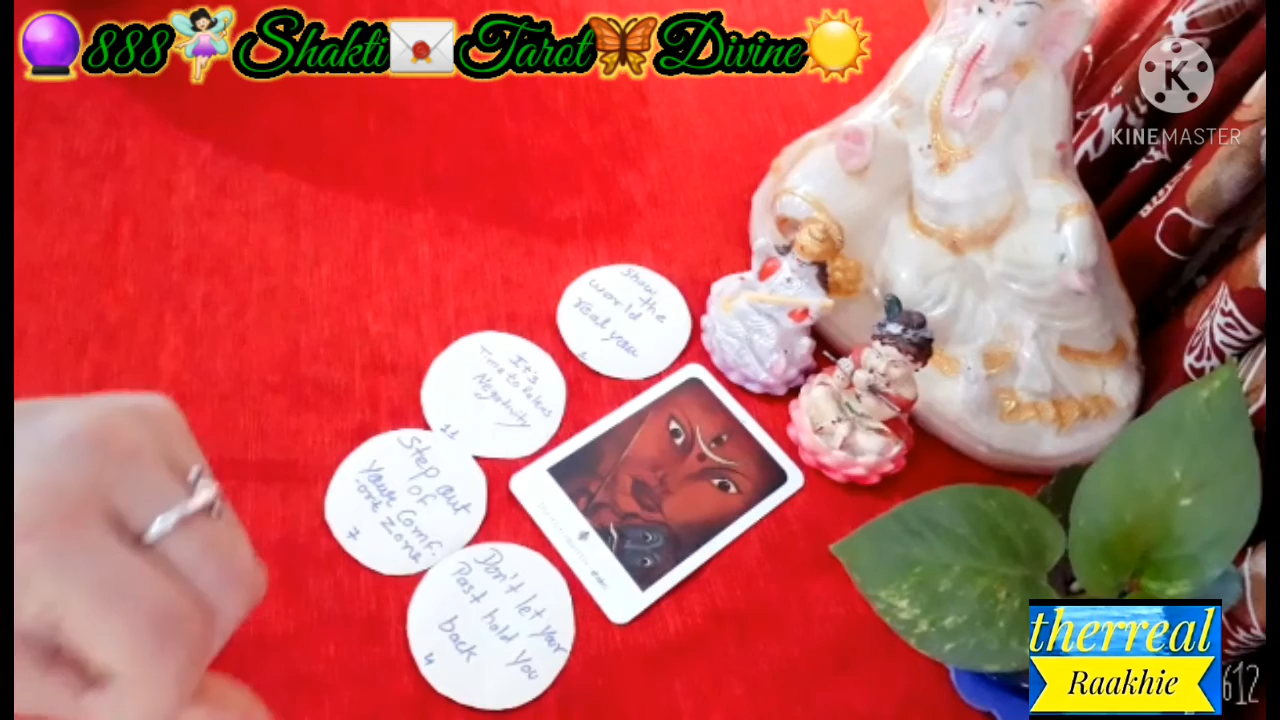 888 Shakti Tarot Divine
KINEMASTER
Show
the
world
real you
1
It's
Time to
Negativity
11
Step out
of
Your Comf-
ort Zone
7
Don't let your
Past hold you
back
4
therreal
Raakhie
612